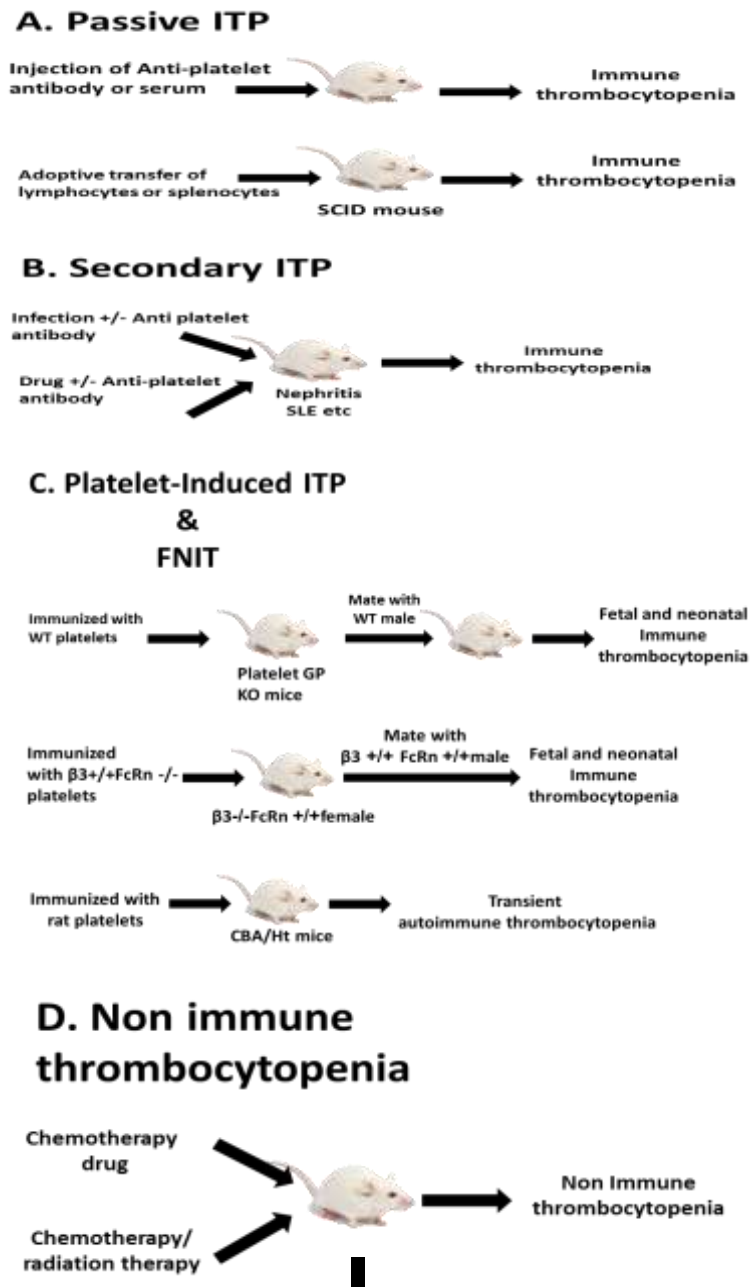 A. Passive ITP
Injection of Anti-platelet
antibody or serum
Immune
thrombocytopenia
Adoptive transfer of
lymphocytes or splenocytes
SCID mouse
Immune
thrombocytopenia
B. Secondary ITP
Infection +/- Anti platelet
antibody
Drug +/- Anti-platelet
antibody
Nephritis
SLE etc
Immune
thrombocytopenia
C. Platelet-Induced ITP
&
FNIT
Immunized with
WT platelets
Platelet GP
KO mice
Mate with
WT male
Fetal and neonatal
Immune
thrombocytopenia
Immunized
with β3+/+FcRn -/-
platelets
β3-/-FcRn +/+female
Mate with
β3 +/+ FcRn +/+male
Fetal and neonatal
Immune
thrombocytopenia
Immunized with
rat platelets
CBA/Ht mice
Transient
autoimmune thrombocytopenia
D. Non immune
thrombocytopenia
Chemotherapy
drug
Chemotherapy/
radiation therapy
Non Immune
thrombocytopenia